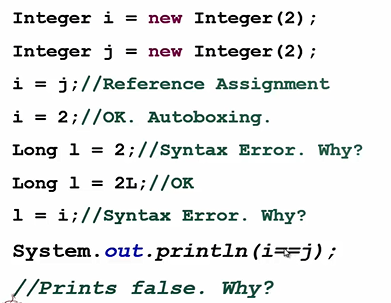 Integer i = new Integer(2);
Integer j = new Integer(2);
i = j;//Reference Assignment
i = 2;//OK. Autoboxing.
Long l = 2;//Syntax Error. Why?
Long l = 2L;//OK
l = i;//Syntax Error. Why?
System.out.println(i==j);
//Prints false. Why?